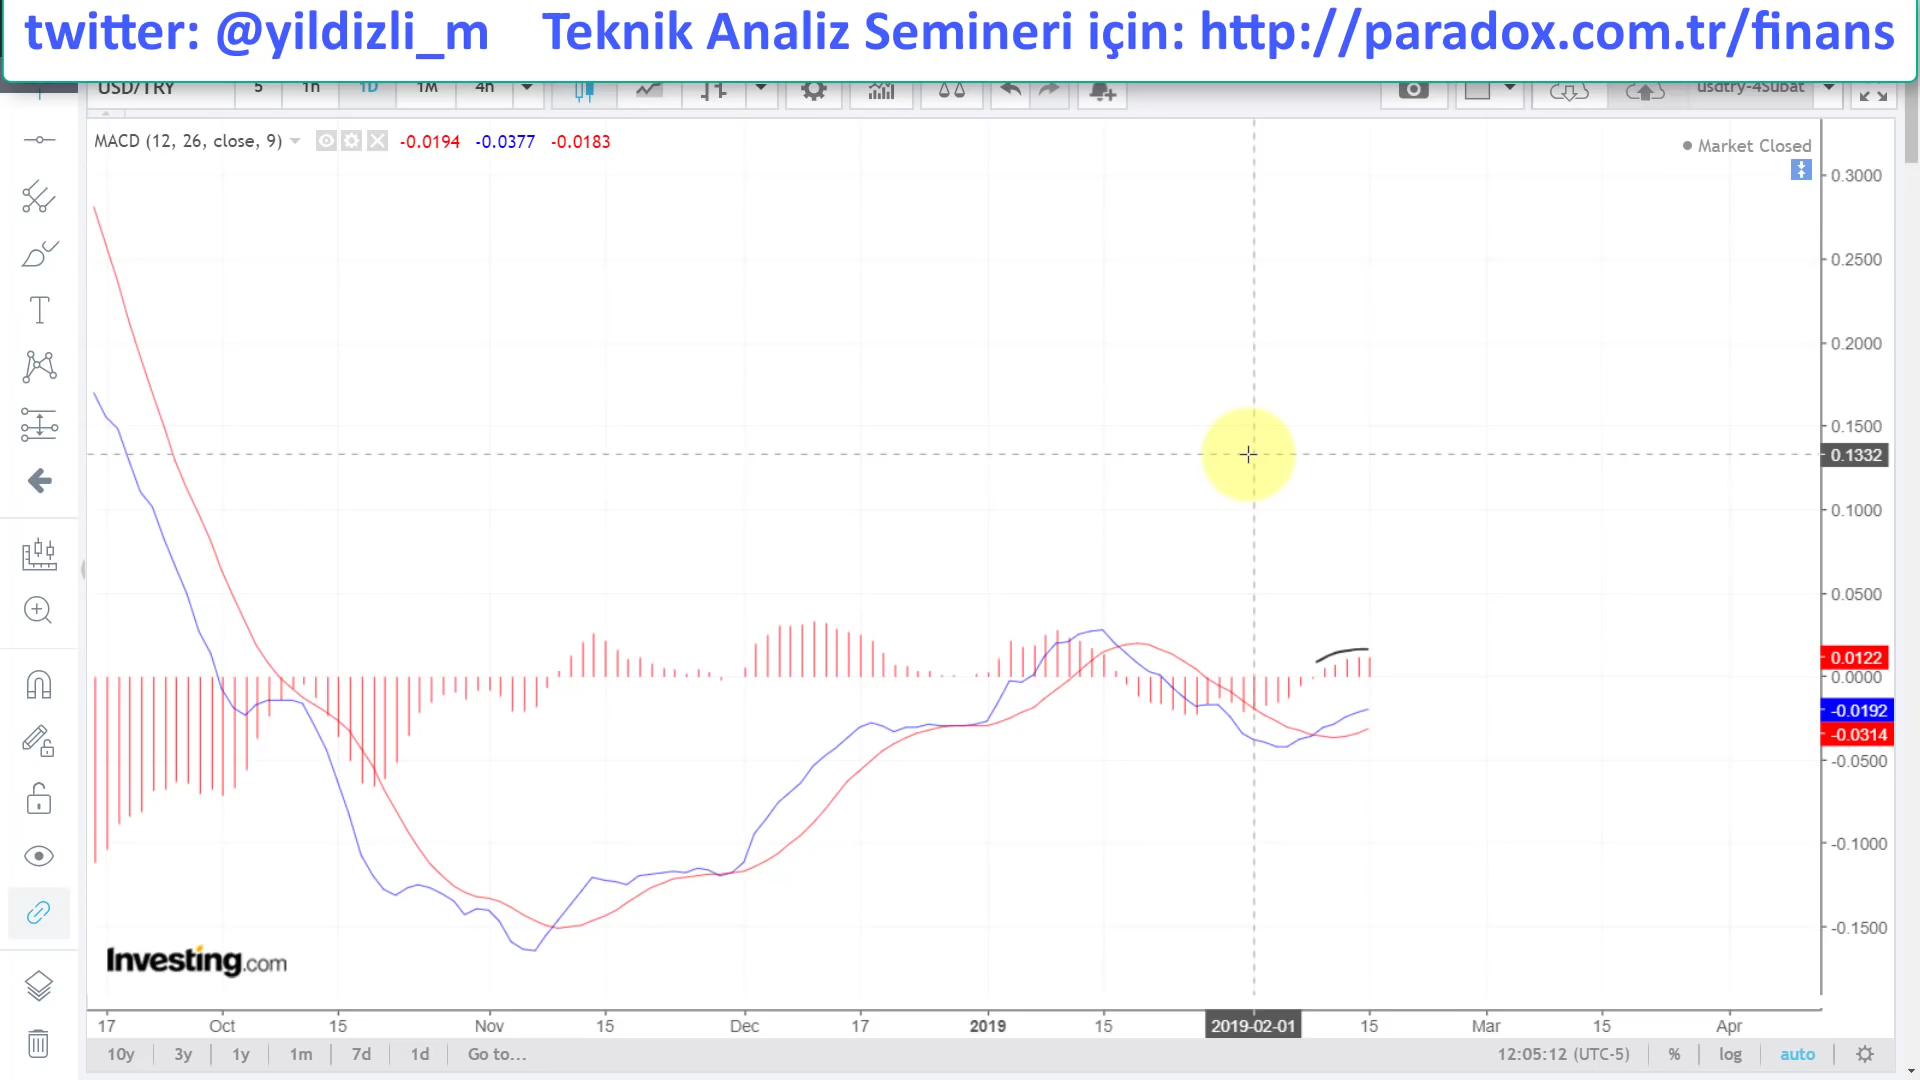 twitter: @yildizli_m Teknik Analiz Semineri için: http://paradox.com.tr/finans
USD/TRY 5 1h 1D 1M 4h usdtry-4Subat
MACD (12, 26, close, 9) -0.0194 -0.0377 -0.0183
Market Closed
0.3000
0.2500
0.2000
0.1500
0.1332
0.1000
0.0500
0.0122
0.0000
-0.0192
-0.0314
-0.0500
-0.1000
-0.1500
Investing.com
17 Oct 15 Nov 15 Dec 17 2019 15 2019-02-01 15 Mar 15 Apr
10y 3y 1y 1m 7d 1d Go to... 12:05:12 (UTC-5) % log auto